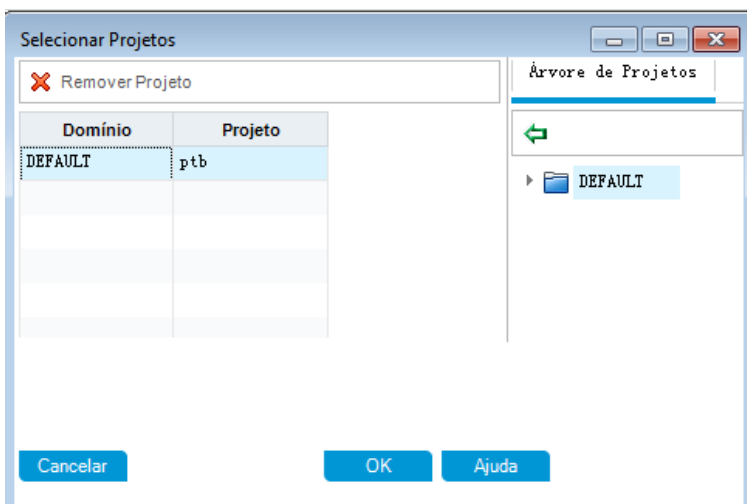 Selecionar Projetos
Remover Projeto
Árvore de Projetos
Domínio Projeto
DEFAULT ptb
DEFAULT
Cancelar OK Ajuda